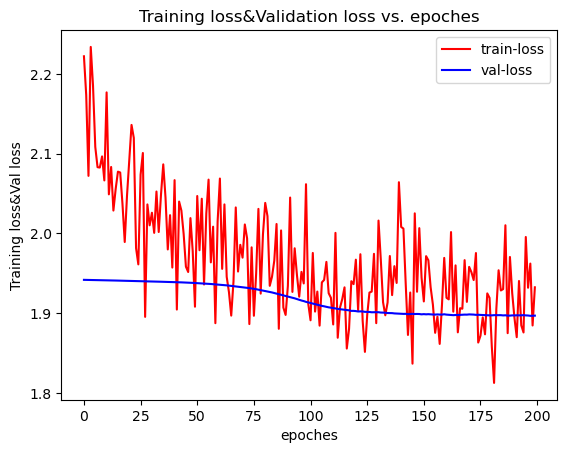 Training loss&Validation loss vs. epoches
train-loss
val-loss
Training loss&Val loss
2.2
2.1
2.0
1.9
1.8
0 25 50 75 100 125 150 175 200
epoches